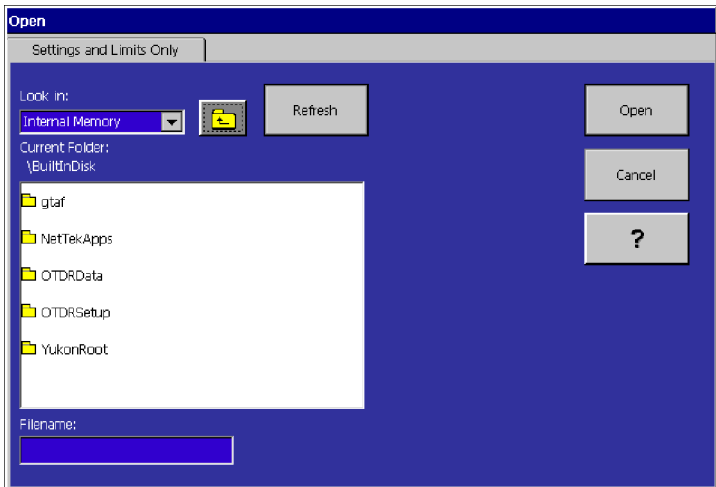 Open
Settings and Limits Only
Look in:
Internal Memory
Refresh
Open
Current Folder:
\BuiltInDisk
Cancel
gtaf
?
NetTekApps
OTDRData
OTDRSetup
YukonRoot
Filename: